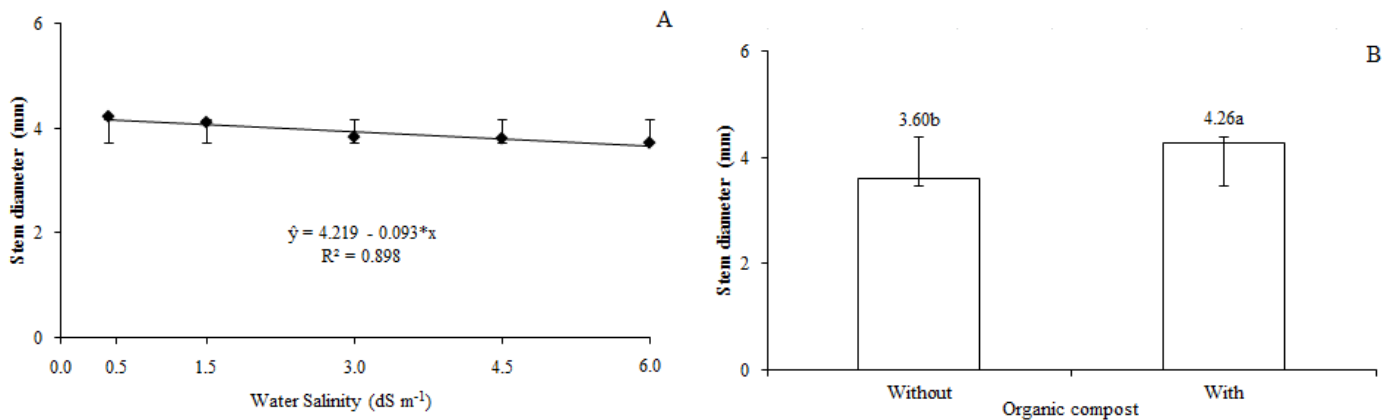 A
Stem diameter (mm)
6
4
2
0
ŷ = 4.219 - 0.093*x
R² = 0.898
0.0 0.5 1.5 3.0 4.5 6.0
Water Salinity (dS m⁻¹)
B
Stem diameter (mm)
6
4
2
0
3.60b 4.26a
Without With
Organic compost